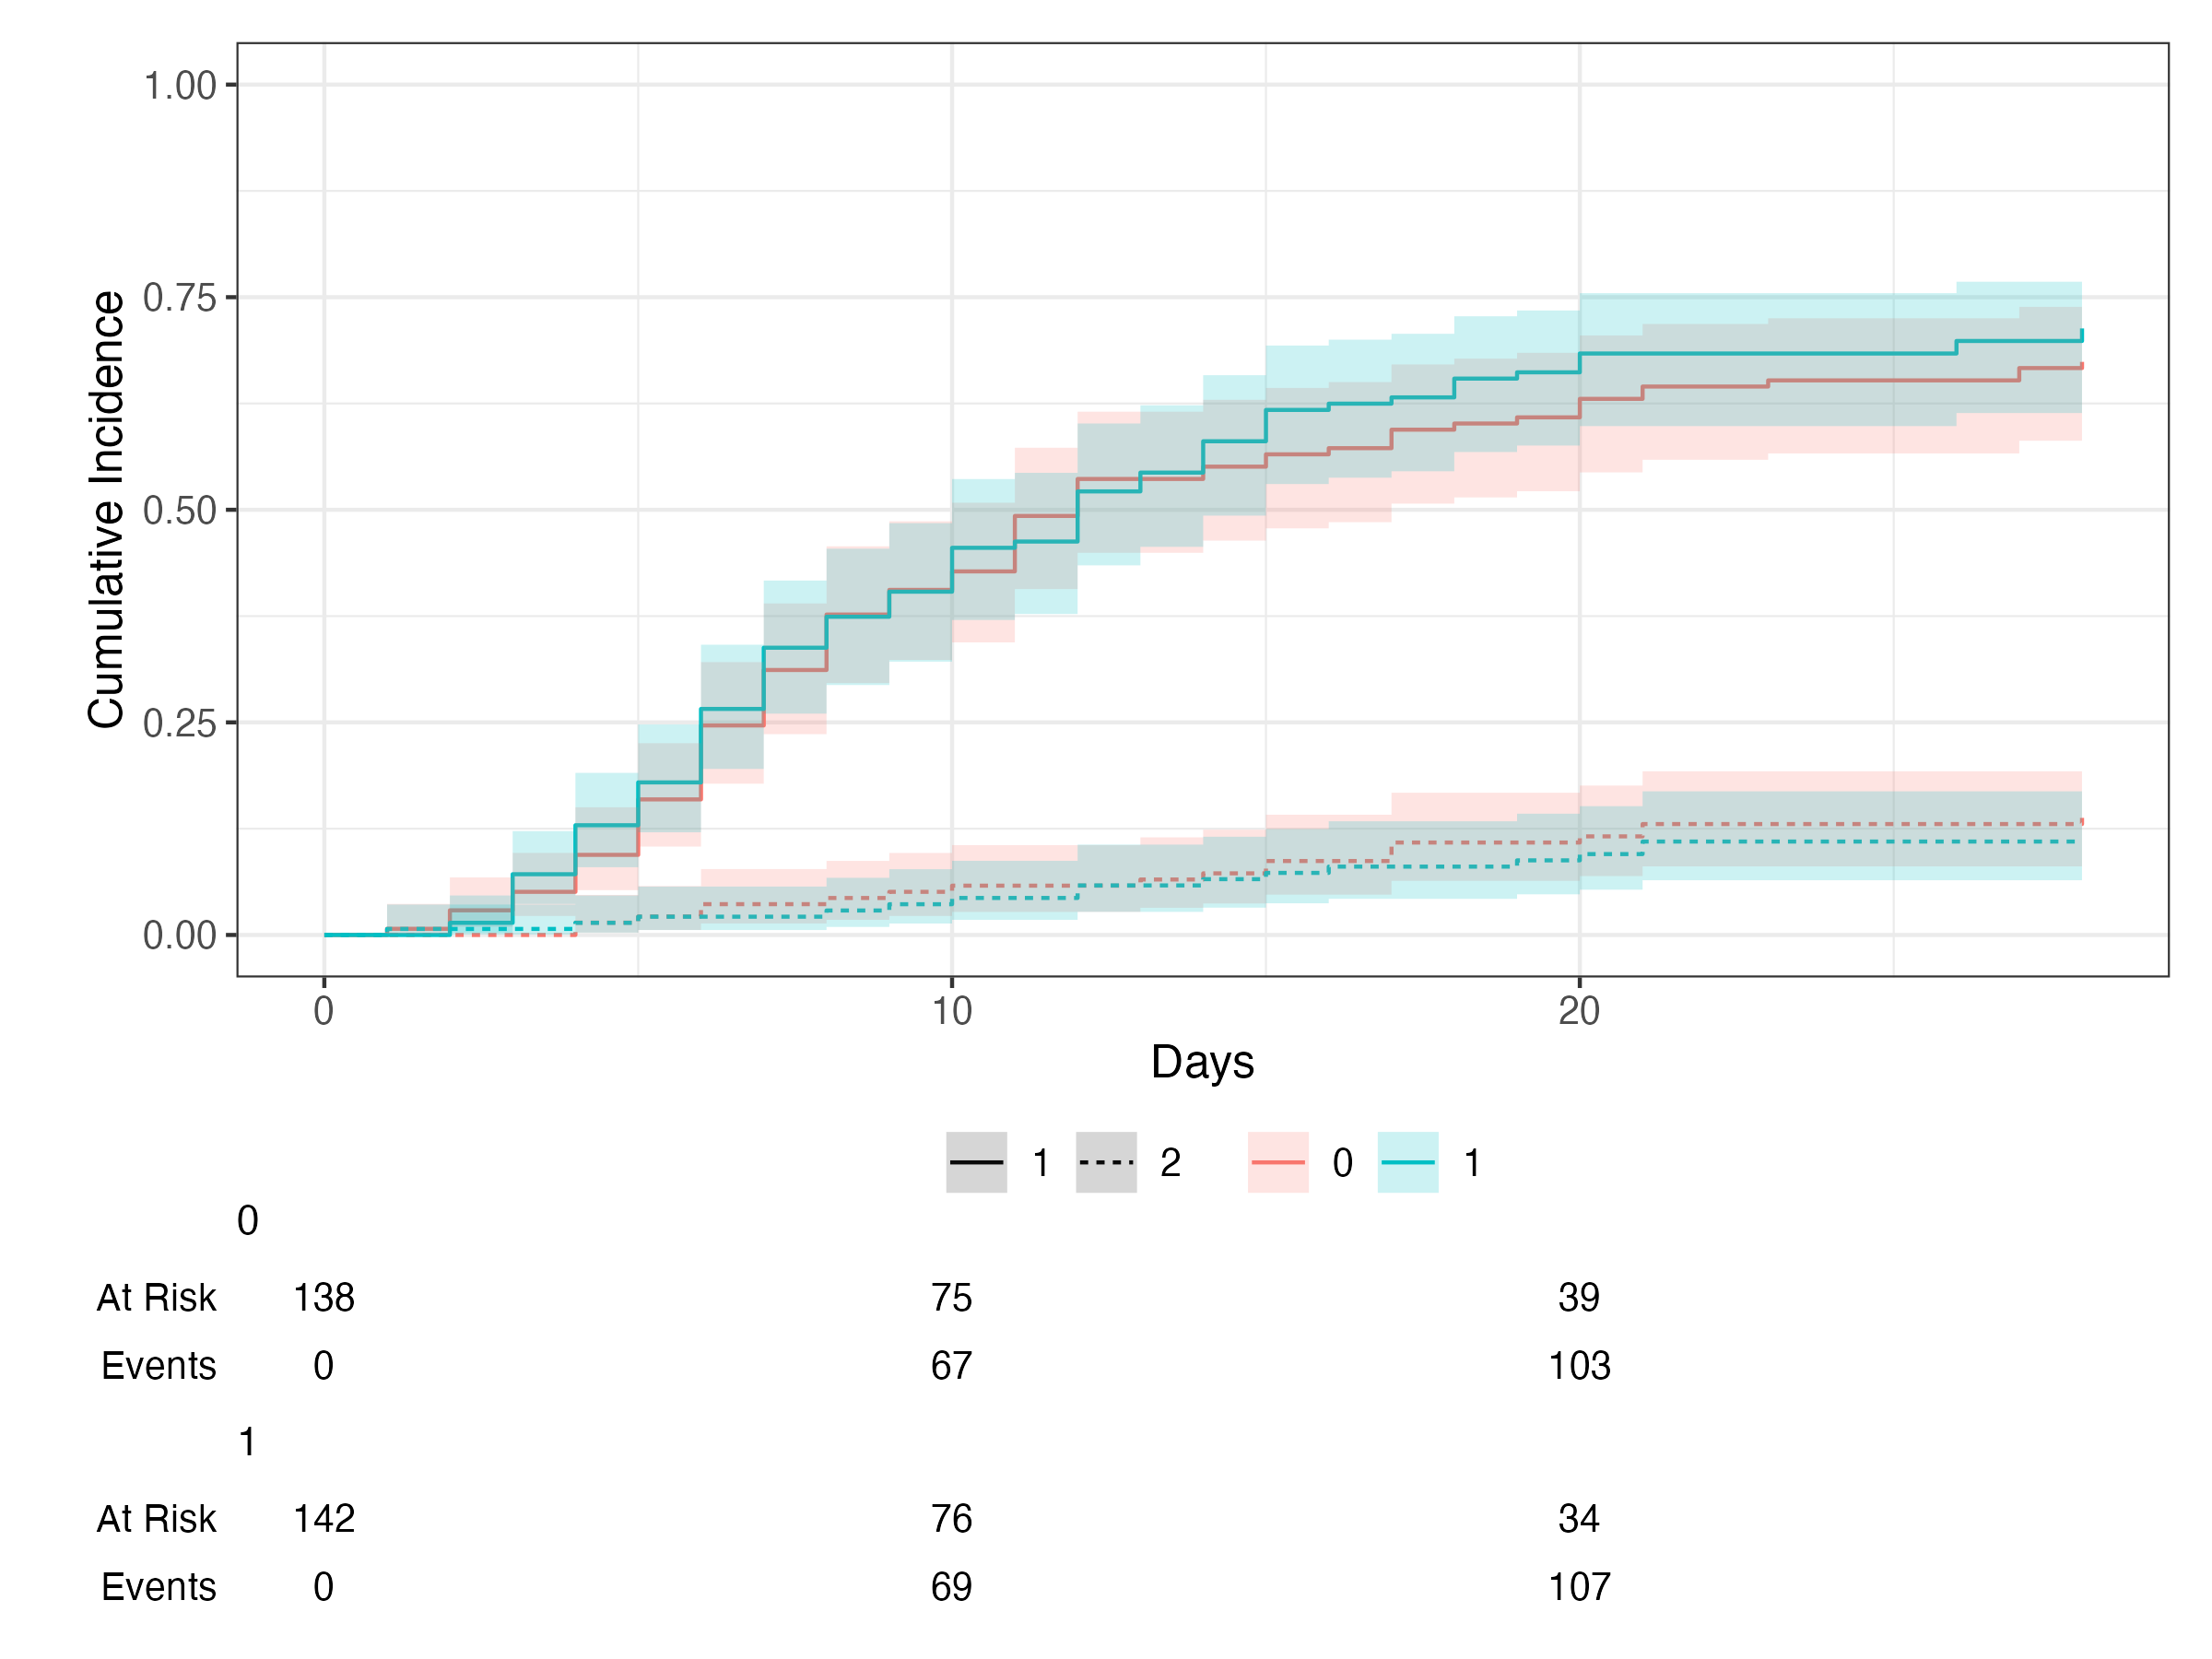 Cumulative Incidence
1.00
0.75
0.50
0.25
0.00
0 10 20
Days
1 2 0 1
0
At Risk 138 75 39
Events 0 67 103
1
At Risk 142 76 34
Events 0 69 107